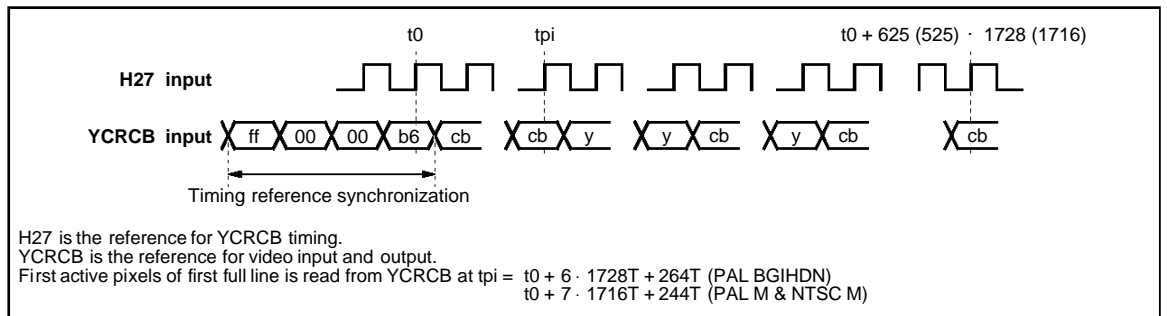 t0 tpi t0 + 625 (525) · 1728 (1716)
H27 input
YCRCB input ff 00 00 b6 cb cb y y cb y cb cb
Timing reference synchronization
H27 is the reference for YCRCB timing.
YCRCB is the reference for video input and output.
First active pixels of first full line is read from YCRCB at tpi = t0 + 6 · 1728T + 264T (PAL BGIHDN)
t0 + 7 · 1716T + 244T (PAL M & NTSC M)